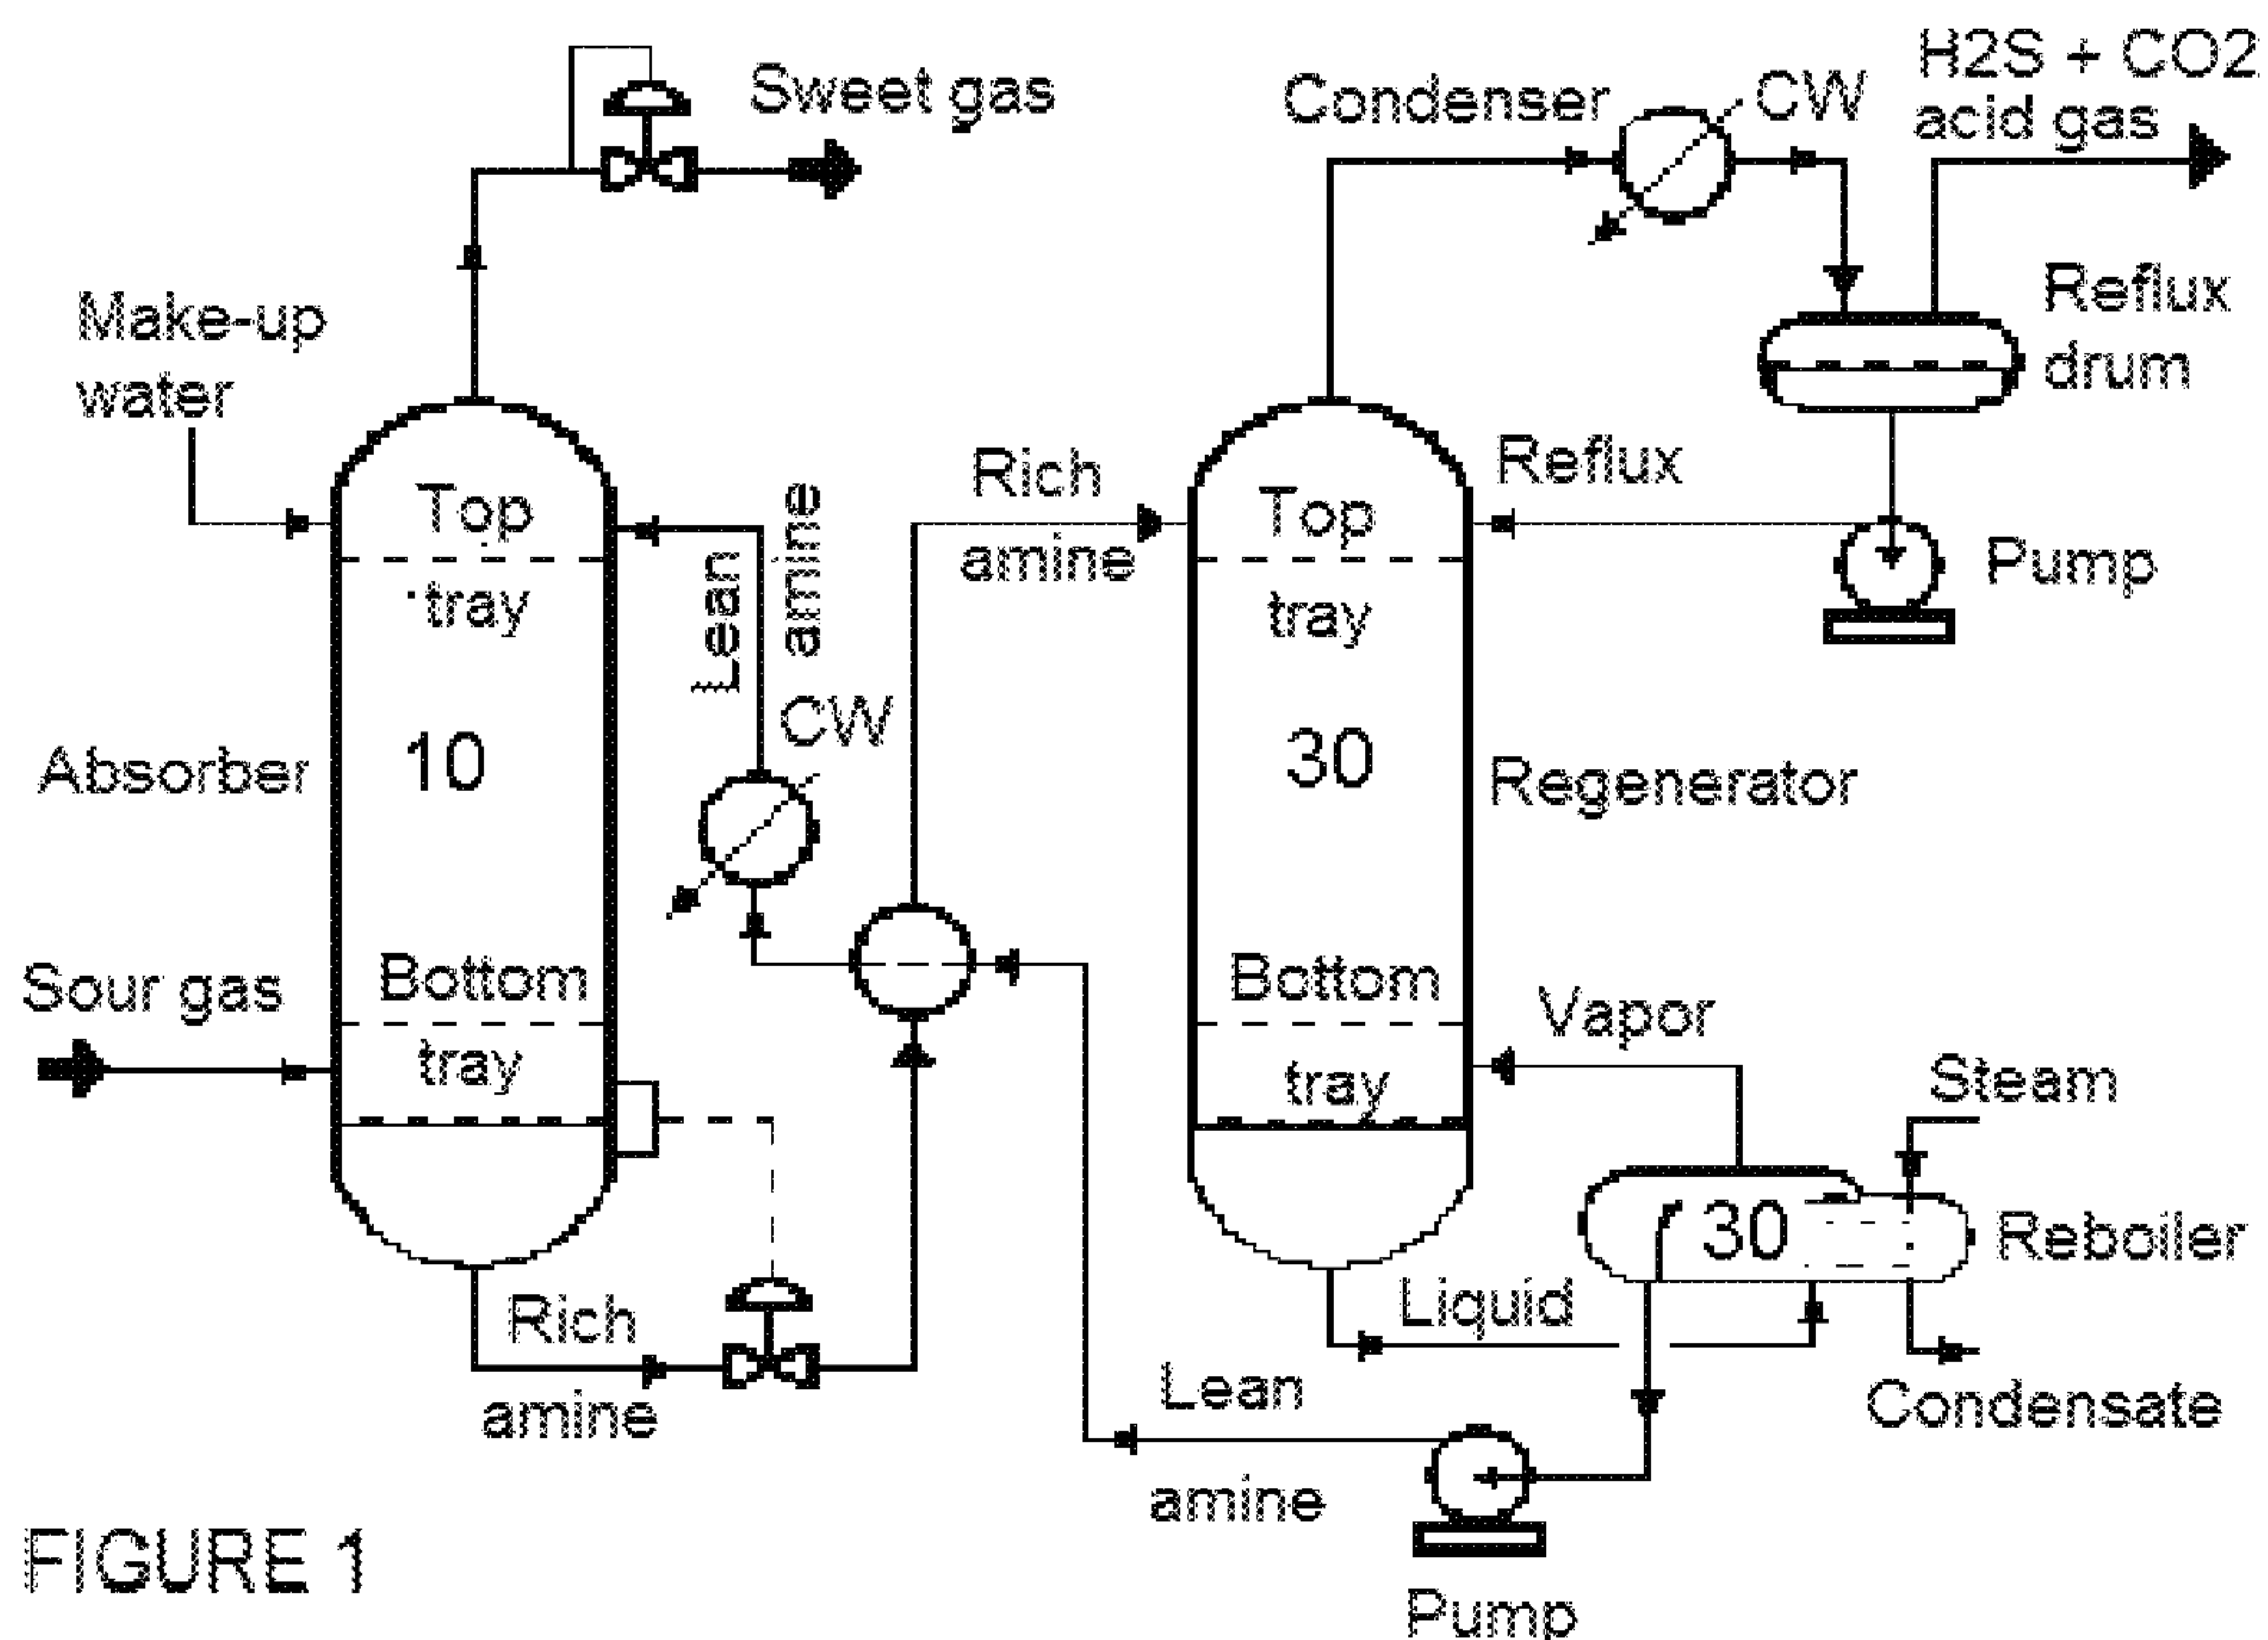 H2S + CO2
acid gas
Sweet gas
Condenser
CW
Make-up
water
Reflux
drum
Rich
amine
Reflux
Top
tray
Lean
amine
Top
tray
Pump
CW
Absorber
10
30
Regenerator
Sour gas
Bottom
tray
Bottom
tray
Vapor
Steam
30
Reboiler
Rich
amine
Liquid
Lean
amine
Condensate
FIGURE 1
Pump